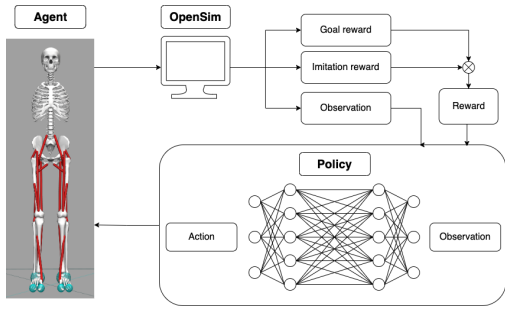 Agent
OpenSim
Goal reward
Imitation reward
Observation
Reward
Policy
Action
Observation